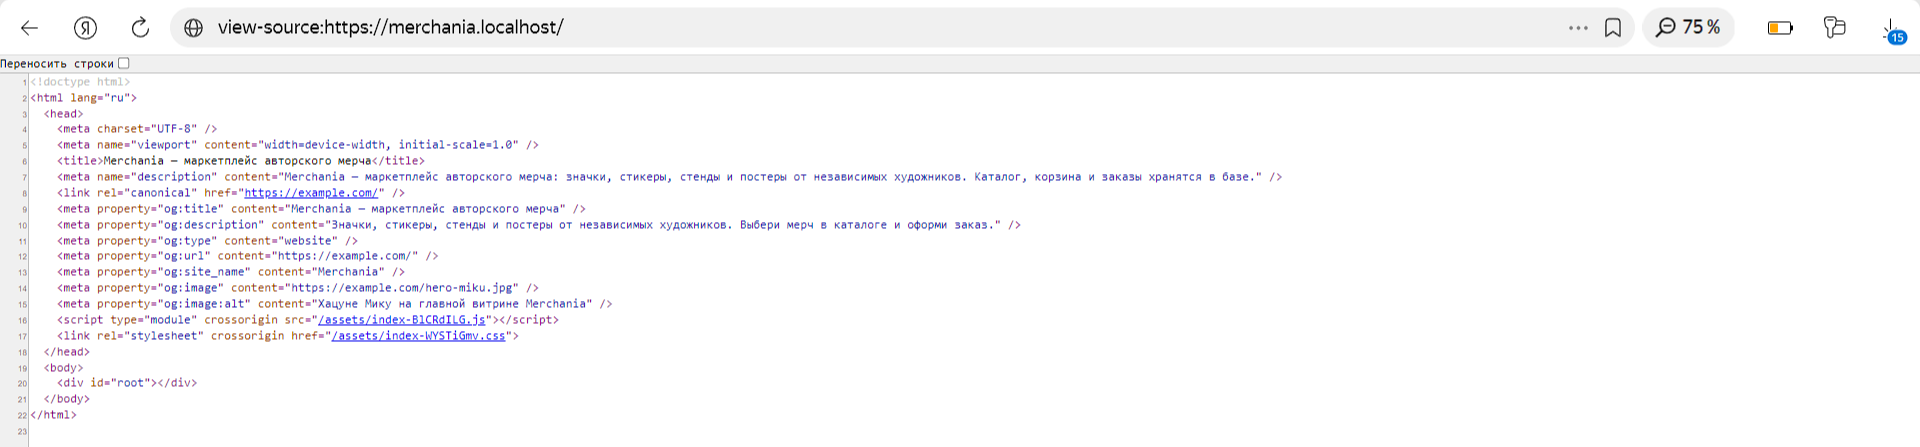 view-source:https://merchania.localhost/
75 %
15
Переносить строки
1 <!doctype html>
2 <html lang="ru">
3 <head>
4 <meta charset="UTF-8" />
5 <meta name="viewport" content="width=device-width, initial-scale=1.0" />
6 <title>Merchania — маркетплейс авторского мерча</title>
7 <meta name="description" content="Merchania — маркетплейс авторского мерча: значки, стикеры, стенды и постеры от независимых художников. Каталог, корзина и заказы хранятся в базе." />
8 <link rel="canonical" href="https://example.com/" />
9 <meta property="og:title" content="Merchania — маркетплейс авторского мерча" />
10 <meta property="og:description" content="Значки, стикеры, стенды и постеры от независимых художников. Выбери мерч в каталоге и оформи заказ." />
11 <meta property="og:type" content="website" />
12 <meta property="og:url" content="https://example.com/" />
13 <meta property="og:site_name" content="Merchania" />
14 <meta property="og:image" content="https://example.com/hero-miku.jpg" />
15 <meta property="og:image:alt" content="Хацуне Мику на главной витрине Merchania" />
16 <script type="module" crossorigin src="/assets/index-BlCRdILG.js"></script>
17 <link rel="stylesheet" crossorigin href="/assets/index-WYSTiGmv.css">
18 </head>
19 <body>
20 <div id="root"></div>
21 </body>
22 </html>
23